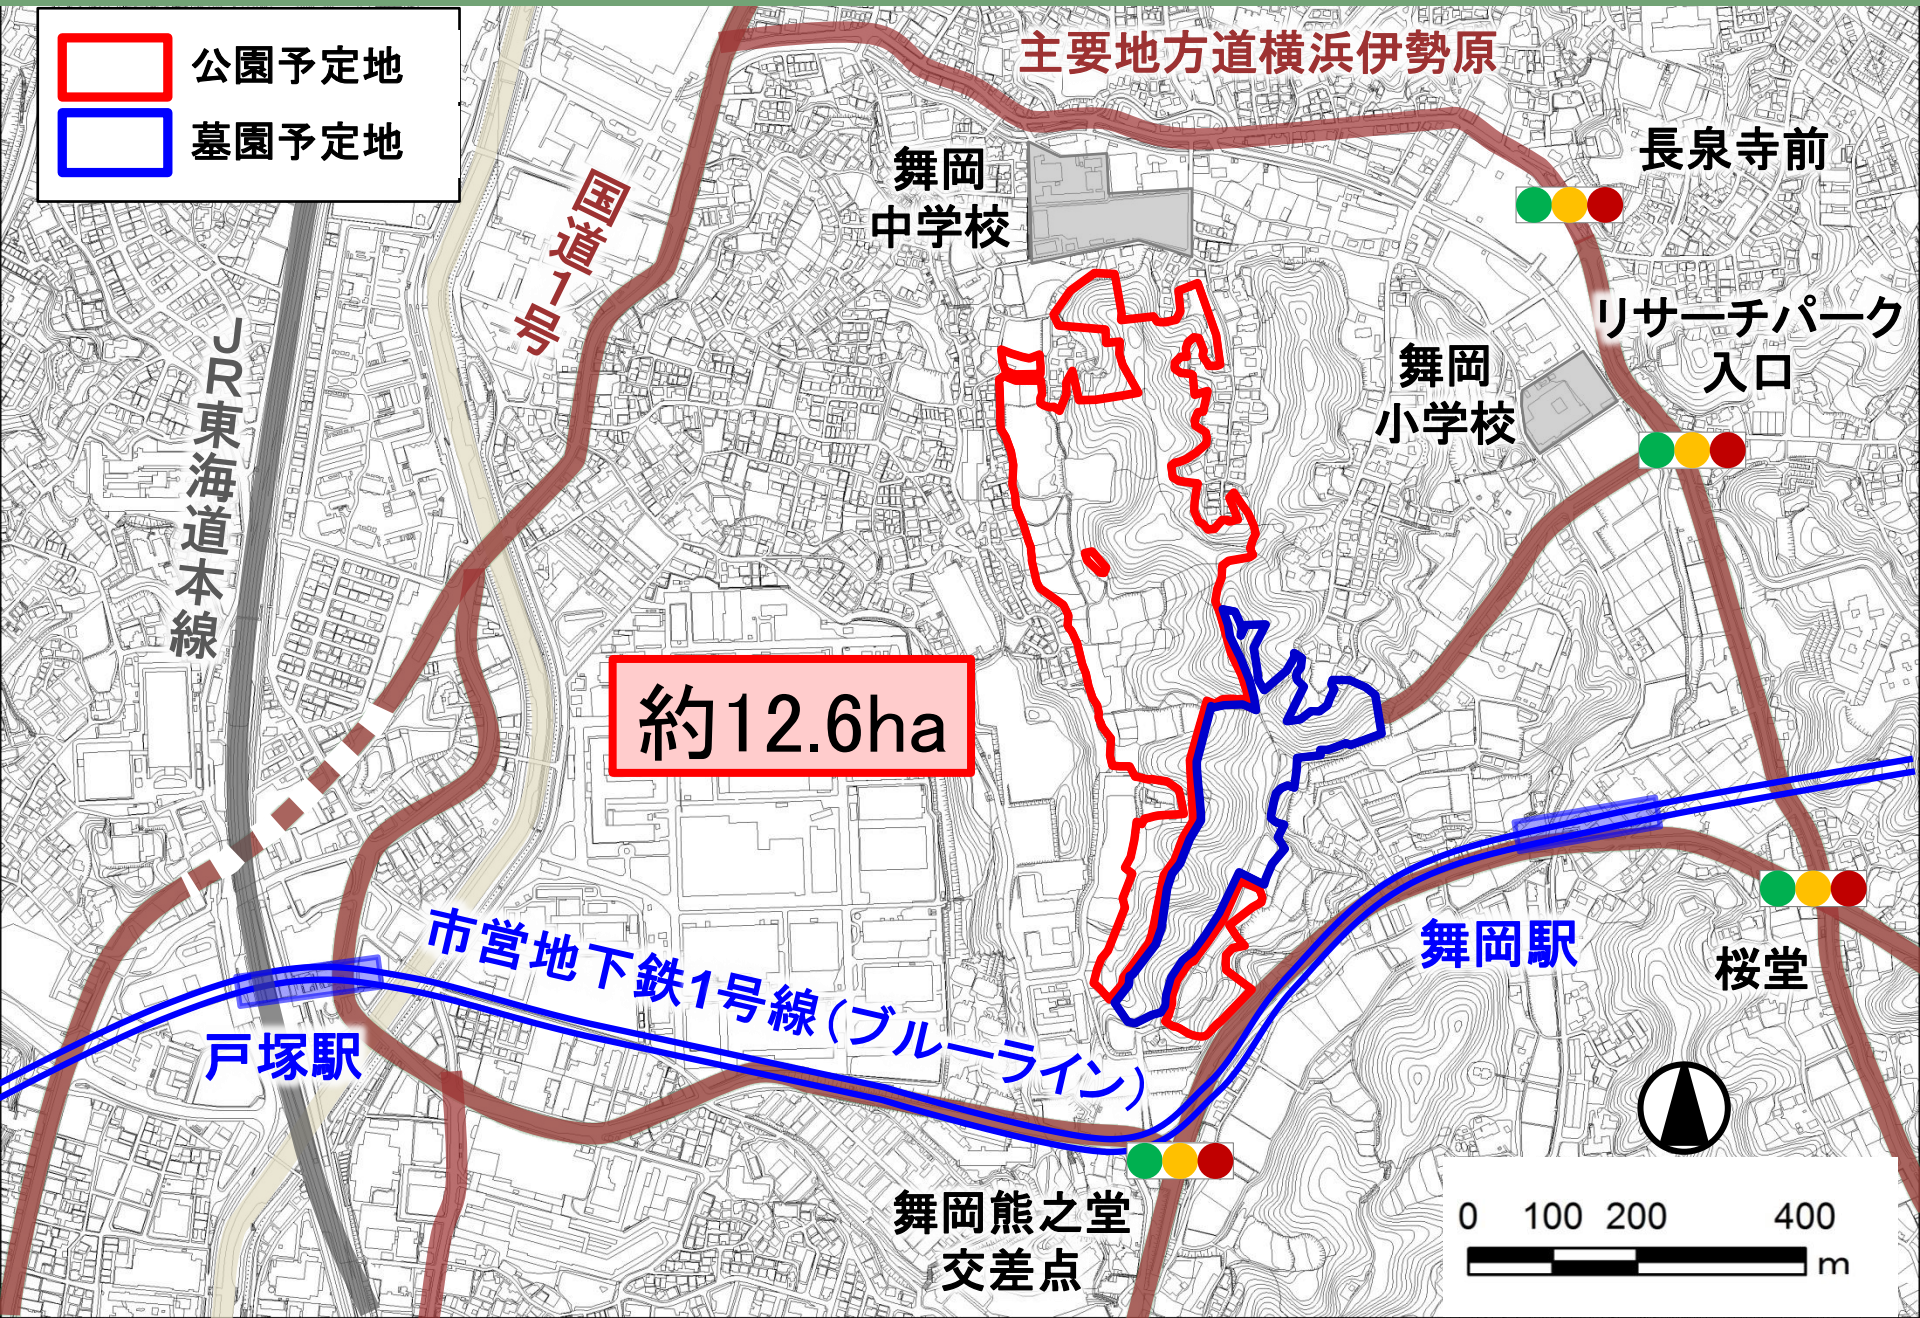 公園予定地
墓園予定地
主要地方道横浜伊勢原
長泉寺前
舞岡
中学校
国道1号
リサーチパーク
入口
舞岡
小学校
JR東海道本線
約12.6ha
市営地下鉄1号線(ブルーライン)
舞岡駅
桜堂
戸塚駅
舞岡熊之堂
交差点
0 100 200 400
m